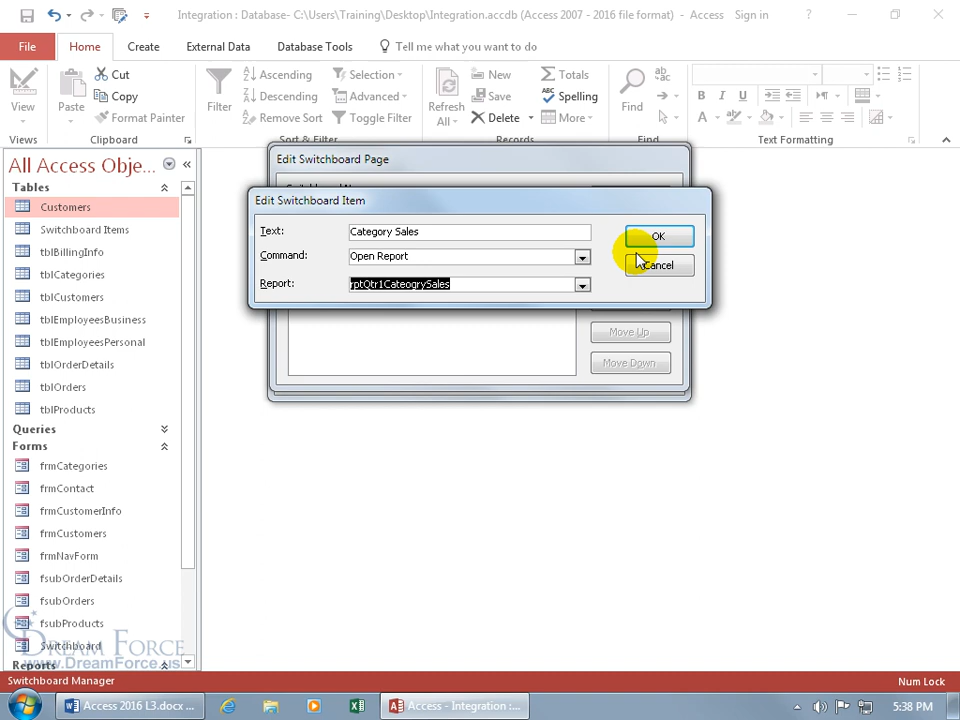 Integration : Database- C:\Users\Training\Desktop\Integration.accdb (Access 2007 - 2016 file format) - Access
Sign in
?
File
Home
Create
External Data
Database Tools
Tell me what you want to do
View
Views
Paste
Cut
Copy
Format Painter
Clipboard
Filter
Ascending
Descending
Remove Sort
Selection
Advanced
Toggle Filter
Sort & Filter
Refresh
All
New
Save
Delete
Totals
Spelling
More
Records
Find
Find
B I U
A
Text Formatting
All Access Obje...
Tables
Customers
Switchboard Items
tblBillingInfo
tblCategories
tblCustomers
tblEmployeesBusiness
tblEmployeesPersonal
tblOrderDetails
tblOrders
tblProducts
Queries
Forms
frmCategories
frmContact
frmCustomerInfo
frmCustomers
frmNavForm
fsubOrderDetails
fsubOrders
fsubProducts
Switchboard
Reports
DREAM FORCE
www.DreamForce.us
Edit Switchboard Page
Edit Switchboard Item
Text:
Category Sales
OK
Command:
Open Report
Cancel
Report:
rptQtr1CateogrySales
Move Up
Move Down
Switchboard Manager
Num Lock
Access 2016 L3.docx ...
Access - Integration :...
5:38 PM